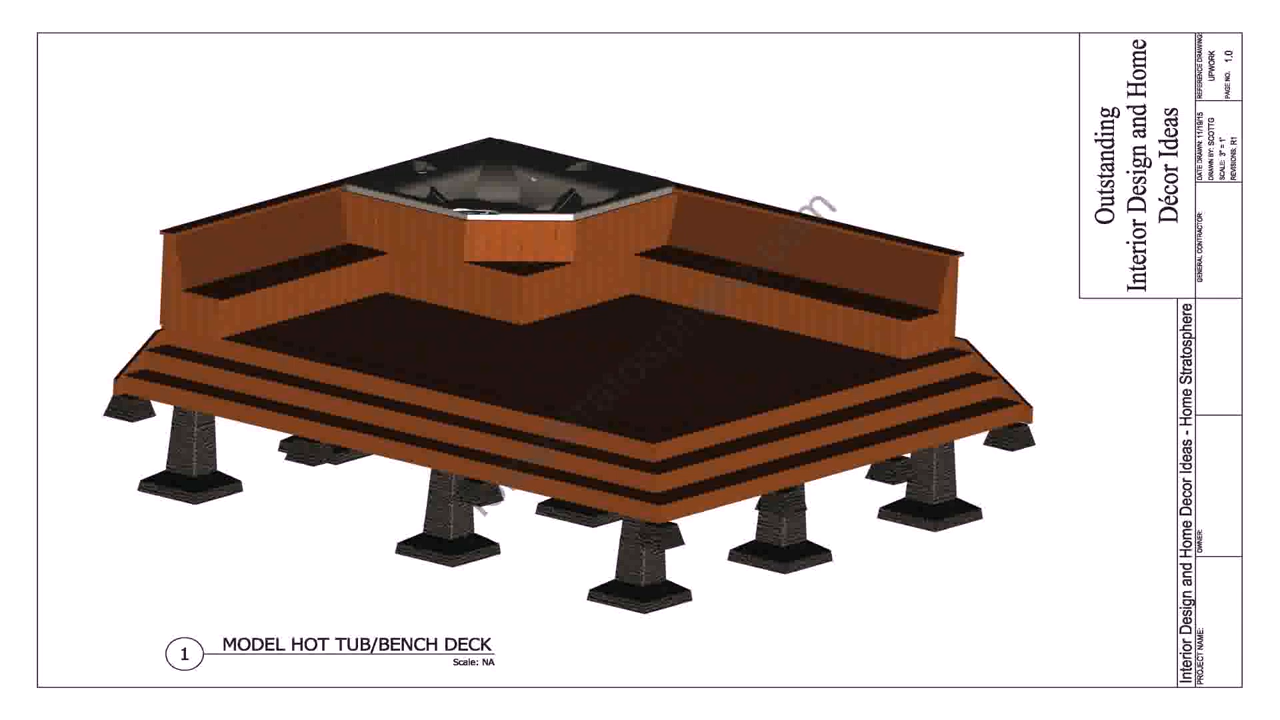 Outstanding
Interior Design and Home
Décor Ideas
REFERENCE DRAWING:
UPWORK
PAGE NO. 1.0
DATE DRAWN: 11/19/15
DRAWN BY: SCOTTG
SCALE: 3" = 1'
REVISIONS: R1
GENERAL CONTRACTOR:
Interior Design and Home Decor Ideas - Home Stratosphere
OWNER:
PROJECT NAME:
1
MODEL HOT TUB/BENCH DECK
Scale: NA